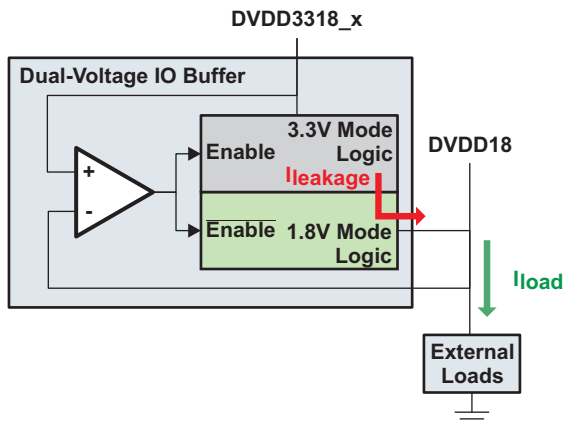 DVDD3318_x
Dual-Voltage IO Buffer
3.3V Mode
Logic
Enable
Ileakage
DVDD18
+
-
Enable
1.8V Mode
Logic
Iload
External
Loads